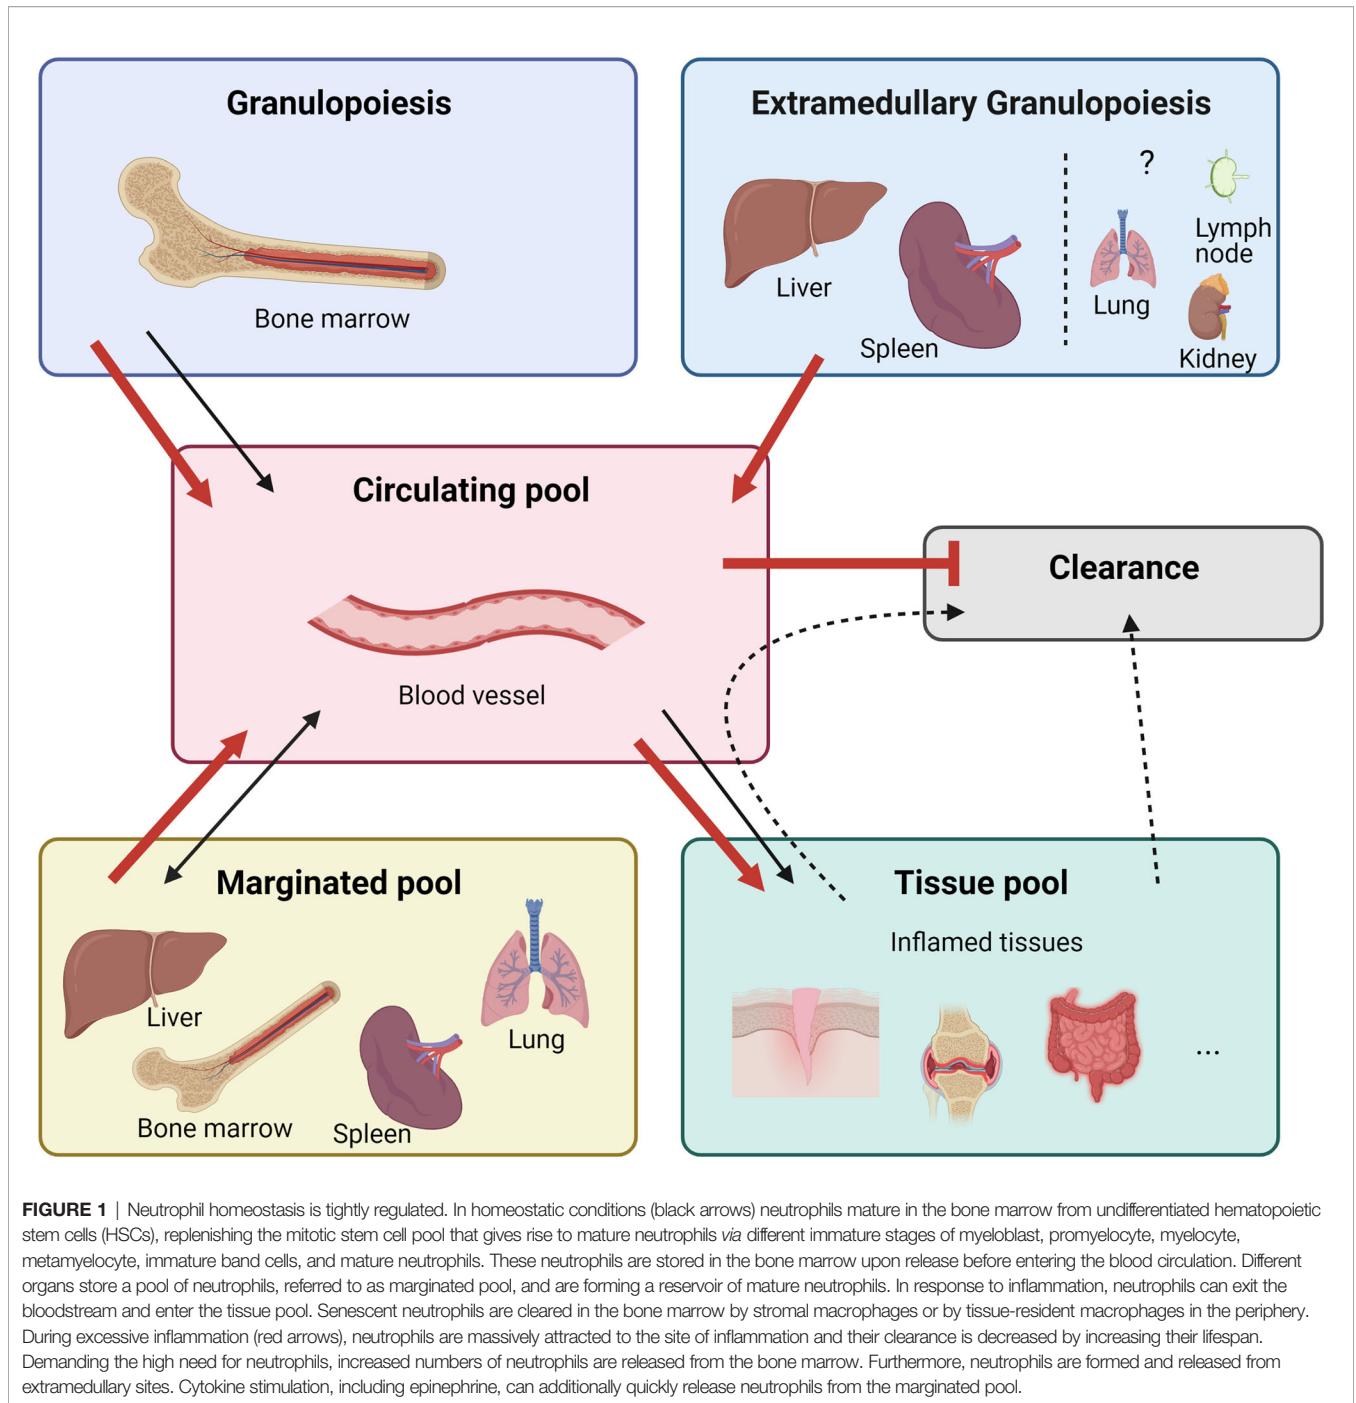 Granulopoiesis
Bone marrow
Extramedullary Granulopoiesis
?
Liver
Spleen
Lung
Lymph
node
Kidney
Circulating pool
Blood vessel
Clearance
Marginated pool
Liver
Bone marrow
Spleen
Lung
Tissue pool
Inflamed tissues
...
FIGURE 1 | Neutrophil homeostasis is tightly regulated. In homeostatic conditions (black arrows) neutrophils mature in the bone marrow from undifferentiated hematopoietic
stem cells (HSCs), replenishing the mitotic stem cell pool that gives rise to mature neutrophils via different immature stages of myeloblast, promyelocyte, myelocyte,
metamyelocyte, immature band cells, and mature neutrophils. These neutrophils are stored in the bone marrow upon release before entering the blood circulation. Different
organs store a pool of neutrophils, referred to as marginated pool, and are forming a reservoir of mature neutrophils. In response to inflammation, neutrophils can exit the
bloodstream and enter the tissue pool. Senescent neutrophils are cleared in the bone marrow by stromal macrophages or by tissue-resident macrophages in the periphery.
During excessive inflammation (red arrows), neutrophils are massively attracted to the site of inflammation and their clearance is decreased by increasing their lifespan.
Demanding the high need for neutrophils, increased numbers of neutrophils are released from the bone marrow. Furthermore, neutrophils are formed and released from
extramedullary sites. Cytokine stimulation, including epinephrine, can additionally quickly release neutrophils from the marginated pool.